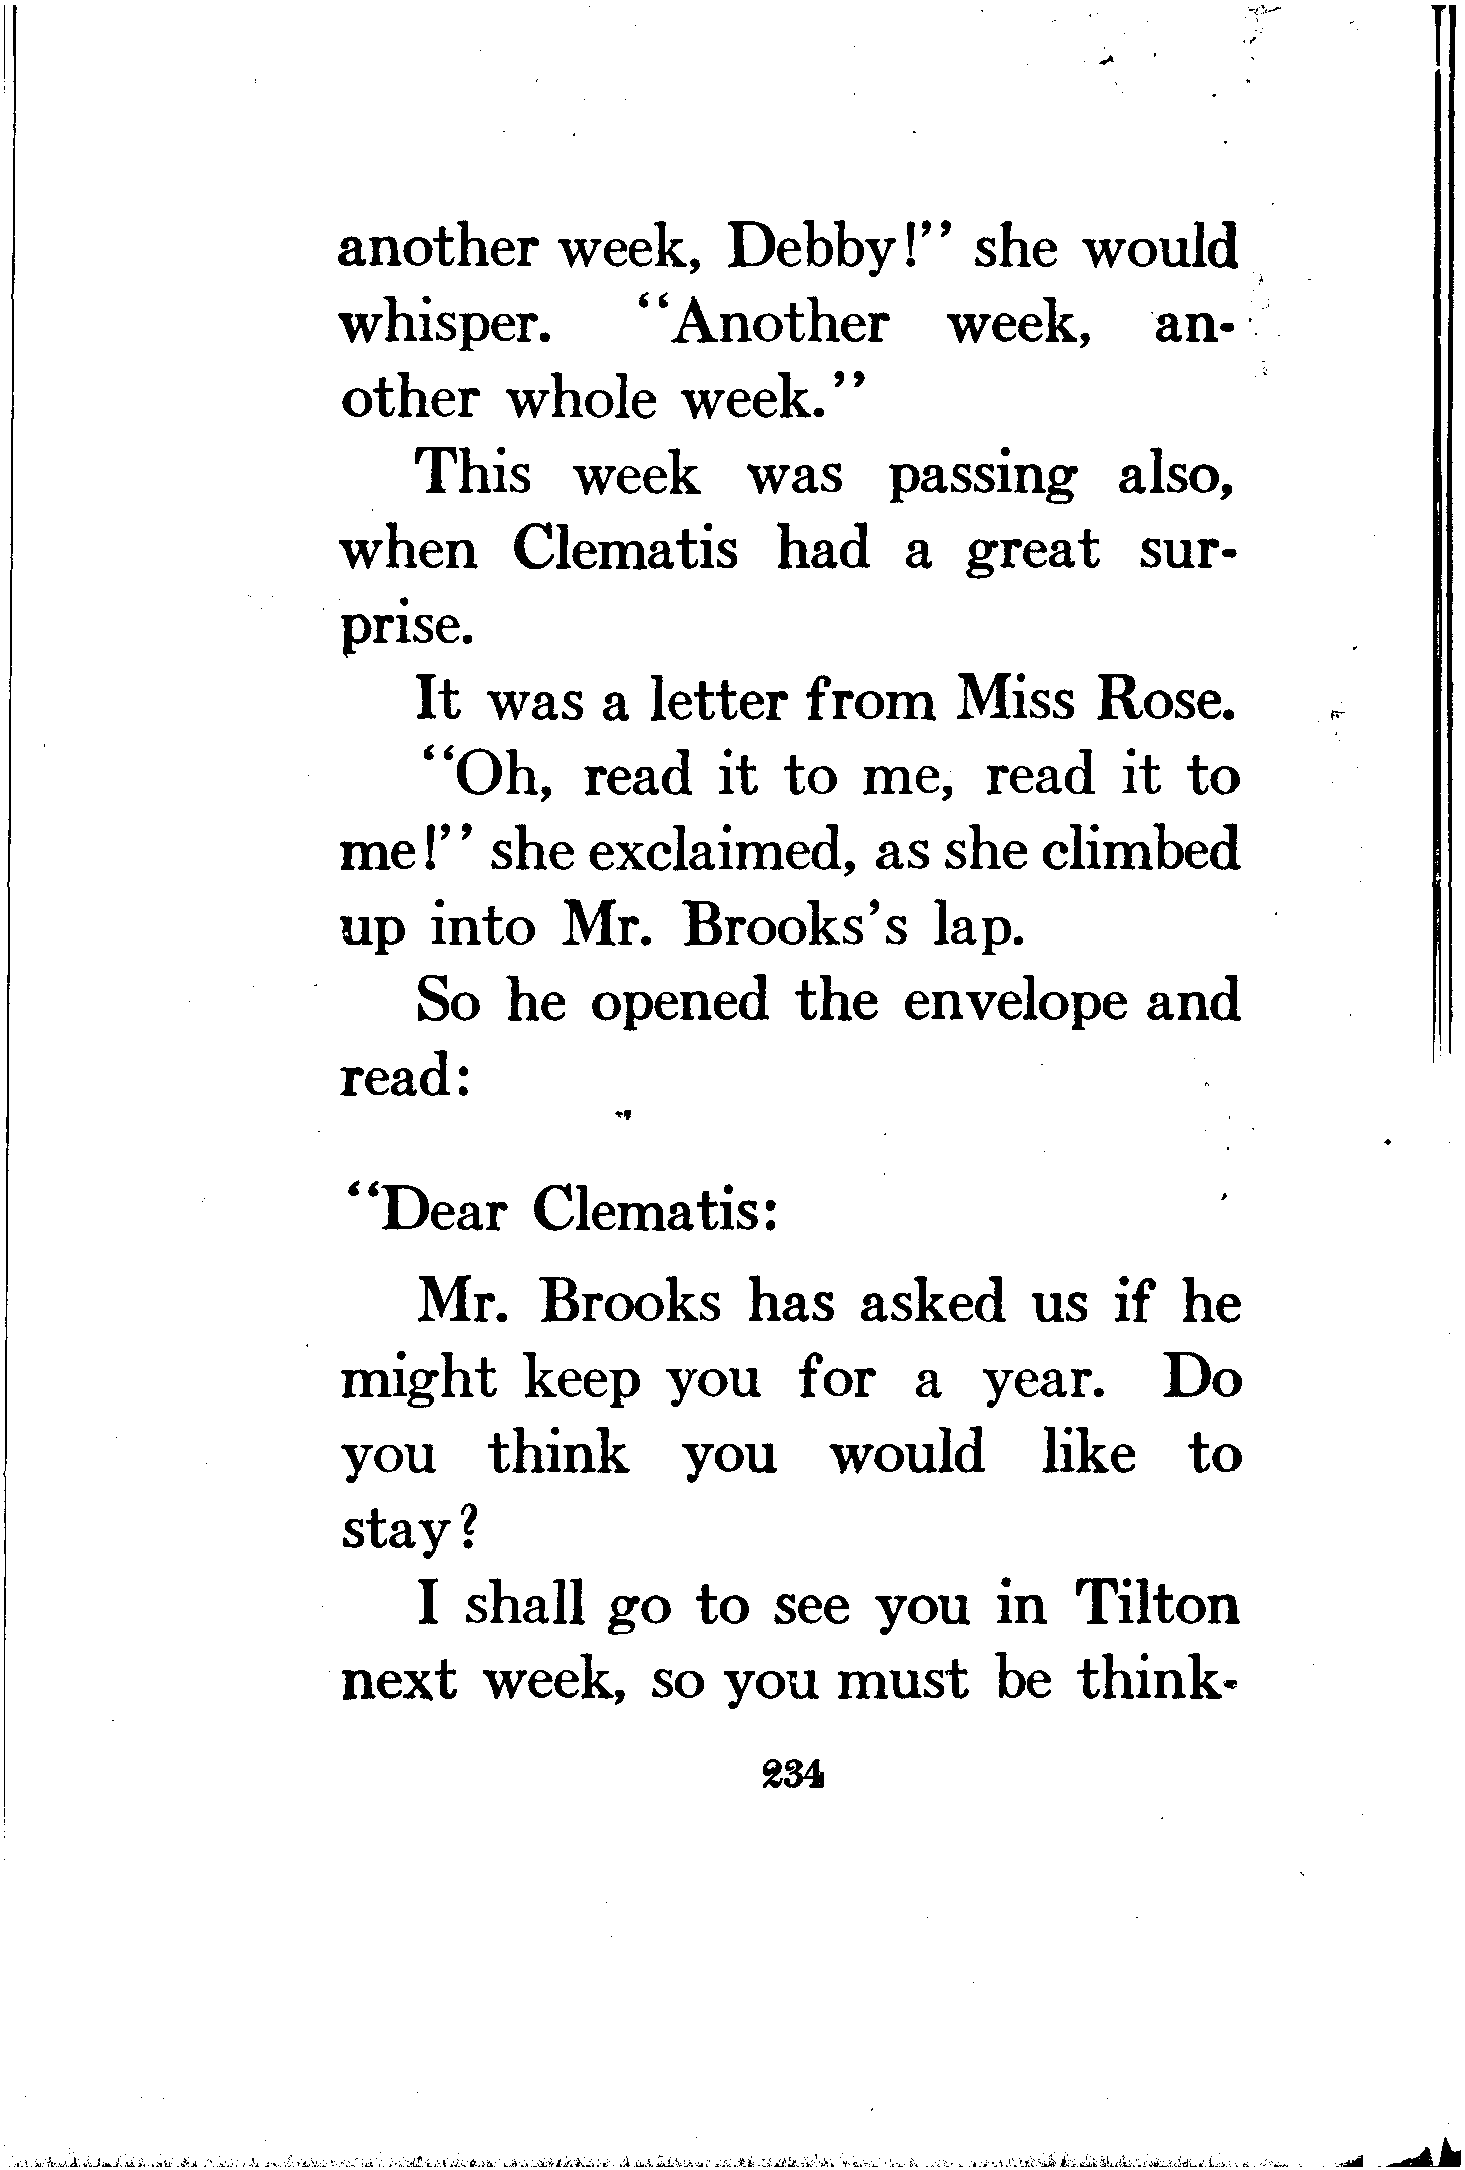 another week, Debby!" she would
whisper. "Another week, an-
other whole week."
This week was passing also,
when Clematis had a great sur-
prise.
It was a letter from Miss Rose.
"Oh, read it to me, read it to
me!" she exclaimed, as she climbed
up into Mr. Brooks's lap.
So he opened the envelope and
read:
"Dear Clematis:
Mr. Brooks has asked us if he
might keep you for a year. Do
you think you would like to
stay?
I shall go to see you in Tilton
next week, so you must be think-
234